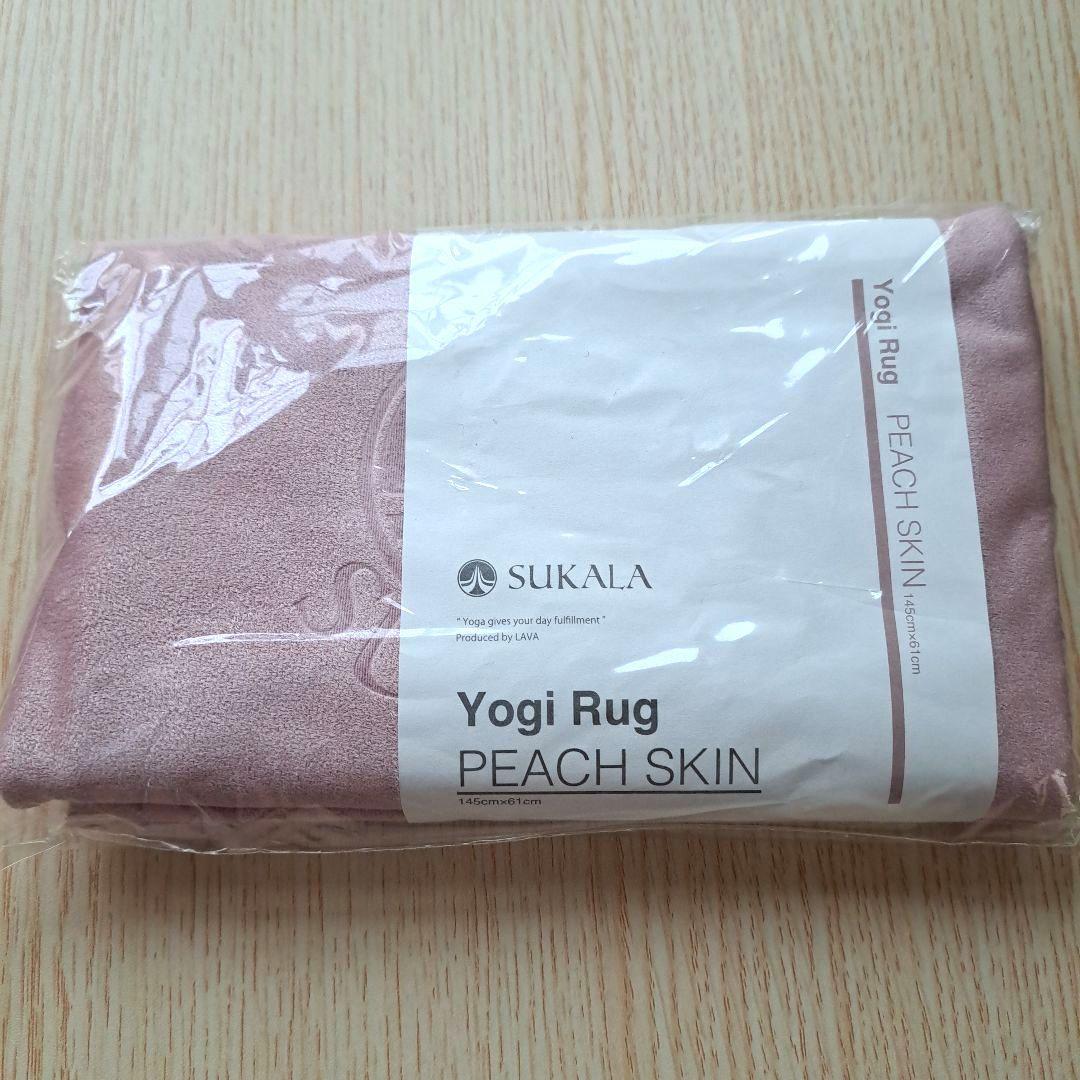 SUKALA
" Yoga gives your day fulfillment "
Produced by LAVA
Yogi Rug
PEACH SKIN
145cm×61cm
Yogi Rug PEACH SKIN 145cm×61cm